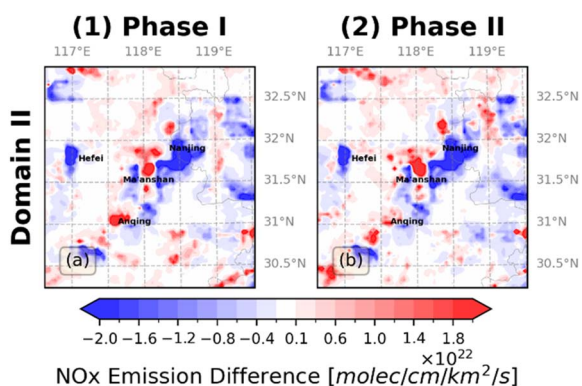 (1) Phase I
(2) Phase II
117°E 118°E 119°E
117°E 118°E 119°E
Domain II
32.5°N
32°N
31.5°N
31°N
30.5°N
32.5°N
32°N
31.5°N
31°N
30.5°N
Hefei
Nanjing
Ma'anshan
Anqing
(a)
Hefei
Nanjing
Ma'anshan
Anqing
(b)
−2.0 −1.6 −1.2 −0.8 −0.4 0.1 0.6 1.0 1.4 1.8
×10²²
NOx Emission Difference [molec/cm/km²/s]